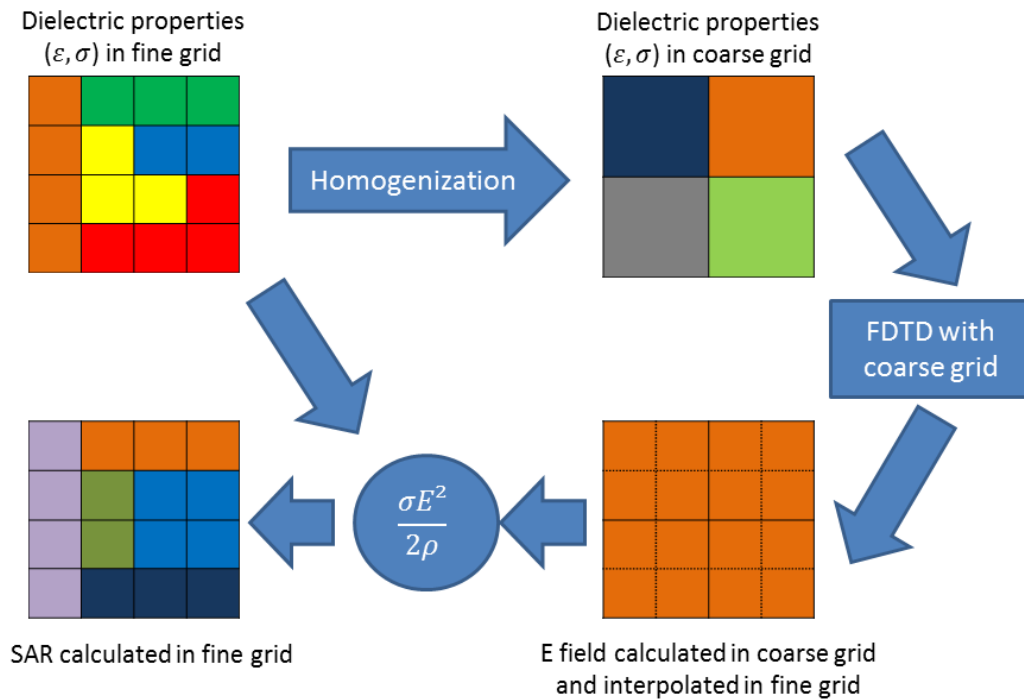 Dielectric properties
(ε, σ) in fine grid
Dielectric properties
(ε, σ) in coarse grid
Homogenization
FDTD with
coarse grid
σE²
2ρ
SAR calculated in fine grid
E field calculated in coarse grid
and interpolated in fine grid